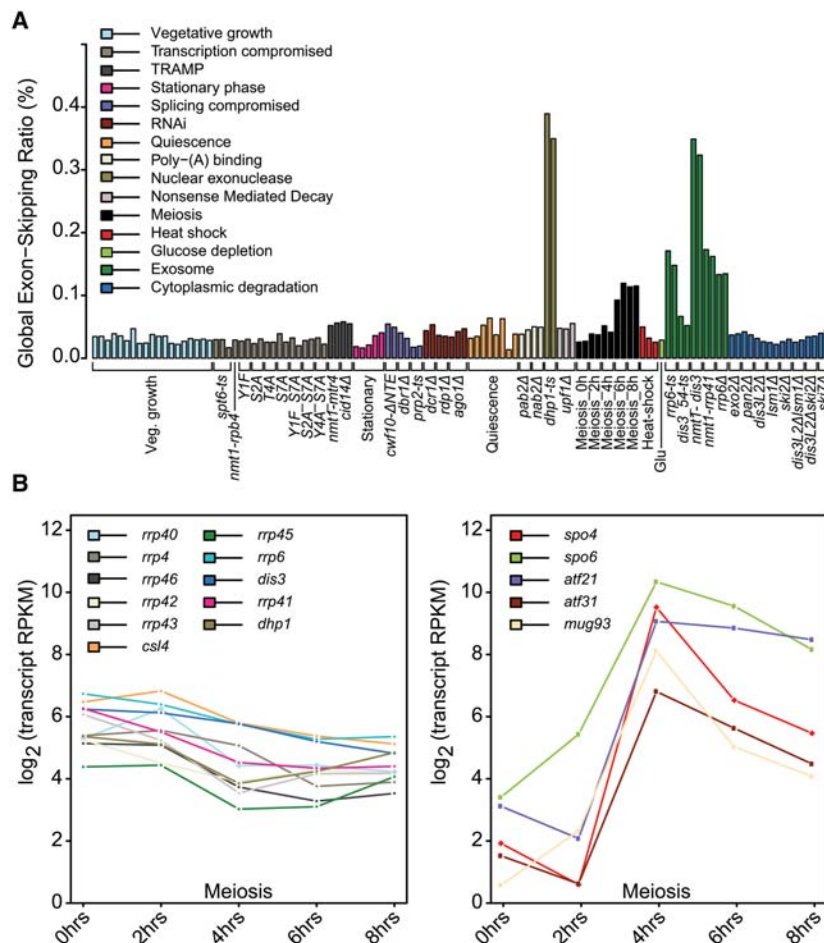 A
Global Exon−Skipping Ratio (%)
0.4
0.3
0.2
0.1
0.0
Vegetative growth
Transcription compromised
TRAMP
Stationary phase
Splicing compromised
RNAi
Quiescence
Poly−(A) binding
Nuclear exonuclease
Nonsense Mediated Decay
Meiosis
Heat shock
Glucose depletion
Exosome
Cytoplasmic degradation
Veg. growth
spt6-ts
nmt1-rpb4
Y1F
S2A
T4A
S7A
Y1F_S7A
S2A_S7A
Y4A_S7A
nmt1-mtr4
cid14Δ
Stationary
cwf10-ΔNTE
dbr1Δ
prp2-ts
dcr1Δ
rdp1Δ
ago1Δ
Quiescence
pab2Δ
nab2Δ
dhp1-ts
upf1Δ
Meiosis_0h
Meiosis_2h
Meiosis_4h
Meiosis_6h
Meiosis_8h
Heat-shock
Glu
rrp6-ts
dis3_54-ts
nmt1-dis3
nmt1-rrp41
rrp6Δ
exo2Δ
pan2Δ
dis3L2Δ
lsm1Δ
ski2Δ
dis3L2Δlsm1Δ
dis3L2Δski2Δ
ski7Δ
B
log2 (transcript RPKM)
12
10
8
6
4
2
0
rrp40
rrp4
rrp46
rrp42
rrp43
csl4
rrp45
rrp6
dis3
rrp41
dhp1
Meiosis
0hrs
2hrs
4hrs
6hrs
8hrs
log2 (transcript RPKM)
12
10
8
6
4
2
0
spo4
spo6
atf21
atf31
mug93
Meiosis
0hrs
2hrs
4hrs
6hrs
8hrs